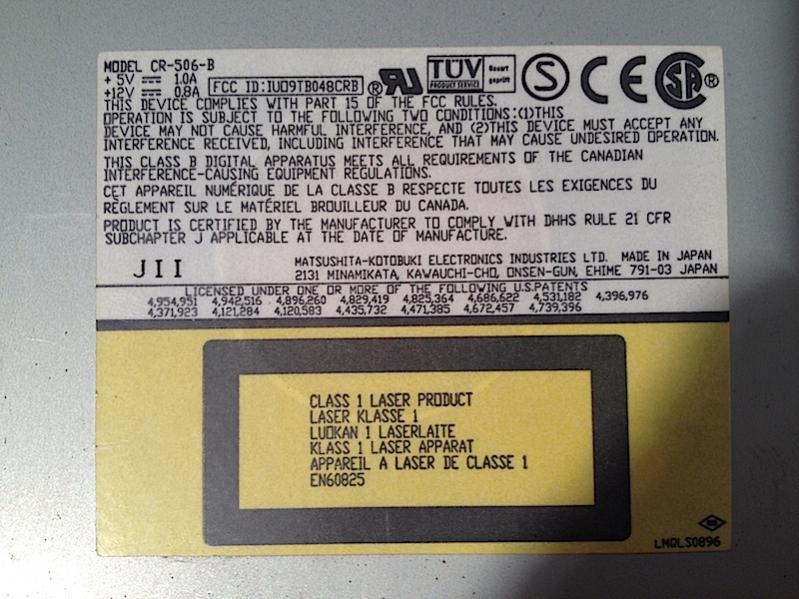 MODEL CR-506-B
+ 5V ⎓ 1.0A
+12V ⎓ 0.8A
FCC ID:IUO9TB048CRB
® RU
TÜV
PRODUCT SERVICE
Bauart
geprüft
S
CE
SA ®
THIS DEVICE COMPLIES WITH PART 15 OF THE FCC RULES.
OPERATION IS SUBJECT TO THE FOLLOWING TWO CONDITIONS:(1)THIS
DEVICE MAY NOT CAUSE HARMFUL INTERFERENCE, AND (2)THIS DEVICE MUST ACCEPT ANY
INTERFERENCE RECEIVED, INCLUDING INTERFERENCE THAT MAY CAUSE UNDESIRED OPERATION.
THIS CLASS B DIGITAL APPARATUS MEETS ALL REQUIREMENTS OF THE CANADIAN
INTERFERENCE-CAUSING EQUIPMENT REGULATIONS.
CET APPAREIL NUMÉRIQUE DE LA CLASSE B RESPECTE TOUTES LES EXIGENCES DU
RÈGLEMENT SUR LE MATÉRIEL BROUILLEUR DU CANADA.
PRODUCT IS CERTIFIED BY THE MANUFACTURER TO COMPLY WITH DHHS RULE 21 CFR
SUBCHAPTER J APPLICABLE AT THE DATE OF MANUFACTURE.
JII
MATSUSHITA-KOTOBUKI ELECTRONICS INDUSTRIES LTD. MADE IN JAPAN
2131 MINAMIKATA, KAWAUCHI-CHO, ONSEN-GUN, EHIME 791-03 JAPAN
LICENSED UNDER ONE OR MORE OF THE FOLLOWING U.S.PATENTS
4,954,951 4,942,516 4,896,260 4,829,419 4,825,364 4,686,622 4,531,182 4,396,976
4,371,923 4,121,284 4,120,583 4,435,732 4,471,385 4,672,457 4,739,396
CLASS 1 LASER PRODUCT
LASER KLASSE 1
LUOKAN 1 LASERLAITE
KLASS 1 LASER APPARAT
APPAREIL A LASER DE CLASSE 1
EN60825
LMQLS0896